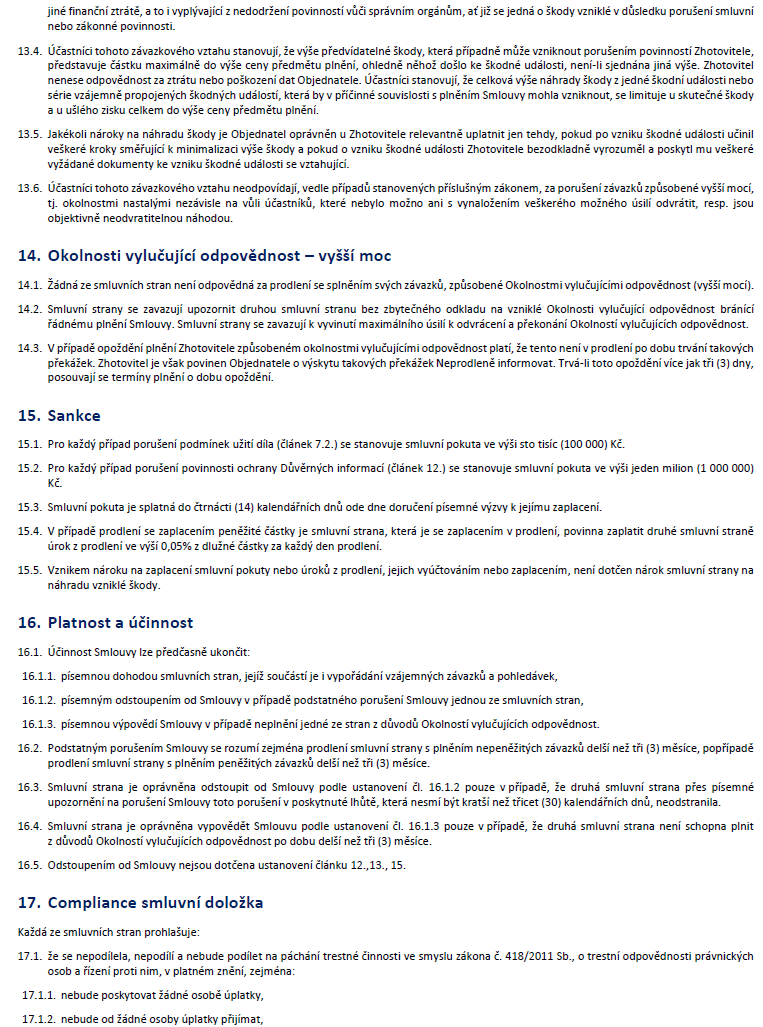 jiné finanční ztrátě, a to i vyplývající z nedodržení povinností vůči správním orgánům, ať již se jedná o škody vzniklé v důsledku porušení smluvní
nebo zákonné povinnosti.
13.4. Účastníci tohoto závazkového vztahu stanovují, že výše předvídatelné škody, která případně může vzniknout porušením povinností Zhotovitele,
představuje částku maximálně do výše ceny předmětu plnění, ohledně něhož došlo ke škodné události, není-li sjednána jiná výše. Zhotovitel
nenese odpovědnost za ztrátu nebo poškození dat Objednatele. Účastníci stanovují, že celková výše náhrady škody z jedné škodní události nebo
série vzájemně propojených škodných událostí, která by v příčinné souvislosti s plněním Smlouvy mohla vzniknout, se limituje u skutečné škody
a u ušlého zisku celkem do výše ceny předmětu plnění.
13.5. Jakékoli nároky na náhradu škody je Objednatel oprávněn u Zhotovitele relevantně uplatnit jen tehdy, pokud po vzniku škodné události učinil
veškeré kroky směřující k minimalizaci výše škody a pokud o vzniku škodné události Zhotovitele bezodkladně vyrozuměl a poskytl mu veškeré
vyžádané dokumenty ke vzniku škodné události se vztahující.
13.6. Účastníci tohoto závazkového vztahu neodpovídají, vedle případů stanovených příslušným zákonem, za porušení závazků způsobené vyšší mocí,
tj. okolnostmi nastalými nezávisle na vůli účastníků, které nebylo možno ani s vynaložením veškerého možného úsilí odvrátit, resp. jsou
objektivně neodvratitelnou náhodou.
14. Okolnosti vylučující odpovědnost – vyšší moc
14.1. Žádná ze smluvních stran není odpovědná za prodlení se splněním svých závazků, způsobené Okolnostmi vylučujícími odpovědnost (vyšší mocí).
14.2. Smluvní strany se zavazují upozornit druhou smluvní stranu bez zbytečného odkladu na vzniklé Okolnosti vylučující odpovědnost bránící
řádnému plnění Smlouvy. Smluvní strany se zavazují k vyvinutí maximálního úsilí k odvrácení a překonání Okolností vylučujících odpovědnost.
14.3. V případě opoždění plnění Zhotovitele způsobeném okolnostmi vylučujícími odpovědnost platí, že tento není v prodlení po dobu trvání takových
překážek. Zhotovitel je však povinen Objednatele o výskytu takových překážek Neprodleně informovat. Trvá-li toto opoždění více jak tři (3) dny,
posouvají se termíny plnění o dobu opoždění.
15. Sankce
15.1. Pro každý případ porušení podmínek užití díla (článek 7.2.) se stanovuje smluvní pokuta ve výši sto tisíc (100 000) Kč.
15.2. Pro každý případ porušení povinnosti ochrany Důvěrných informací (článek 12.) se stanovuje smluvní pokuta ve výši jeden milion (1 000 000)
Kč.
15.3. Smluvní pokuta je splatná do čtrnácti (14) kalendářních dnů ode dne doručení písemné výzvy k jejímu zaplacení.
15.4. V případě prodlení se zaplacením peněžité částky je smluvní strana, která je se zaplacením v prodlení, povinna zaplatit druhé smluvní straně
úrok z prodlení ve výši 0,05% z dlužné částky za každý den prodlení.
15.5. Vznikem nároku na zaplacení smluvní pokuty nebo úroků z prodlení, jejich vyúčtováním nebo zaplacením, není dotčen nárok smluvní strany na
náhradu vzniklé škody.
16. Platnost a účinnost
16.1. Účinnost Smlouvy lze předčasně ukončit:
16.1.1. písemnou dohodou smluvních stran, jejíž součástí je i vypořádání vzájemných závazků a pohledávek,
16.1.2. písemným odstoupením od Smlouvy v případě podstatného porušení Smlouvy jednou ze smluvních stran,
16.1.3. písemnou výpovědí Smlouvy v případě neplnění jedné ze stran z důvodů Okolností vylučujících odpovědnost.
16.2. Podstatným porušením Smlouvy se rozumí zejména prodlení smluvní strany s plněním nepeněžitých závazků delší než tři (3) měsíce, popřípadě
prodlení smluvní strany s plněním peněžitých závazků delší než tři (3) měsíce.
16.3. Smluvní strana je oprávněna odstoupit od Smlouvy podle ustanovení čl. 16.1.2 pouze v případě, že druhá smluvní strana přes písemné
upozornění na porušení Smlouvy toto porušení v poskytnuté lhůtě, která nesmí být kratší než třicet (30) kalendářních dnů, neodstranila.
16.4. Smluvní strana je oprávněna vypovědět Smlouvu podle ustanovení čl. 16.1.3 pouze v případě, že druhá smluvní strana není schopna plnit
z důvodů Okolností vylučujících odpovědnost po dobu delší než tři (3) měsíce.
16.5. Odstoupením od Smlouvy nejsou dotčena ustanovení článku 12.,13., 15.
17. Compliance smluvní doložka
Každá ze smluvních stran prohlašuje:
17.1. že se nepodílela, nepodílí a nebude podílet na páchání trestné činnosti ve smyslu zákona č. 418/2011 Sb., o trestní odpovědnosti právnických
osob a řízení proti nim, v platném znění, zejména:
17.1.1. nebude poskytovat žádné osobě úplatky,
17.1.2. nebude od žádné osoby úplatky přijímat,